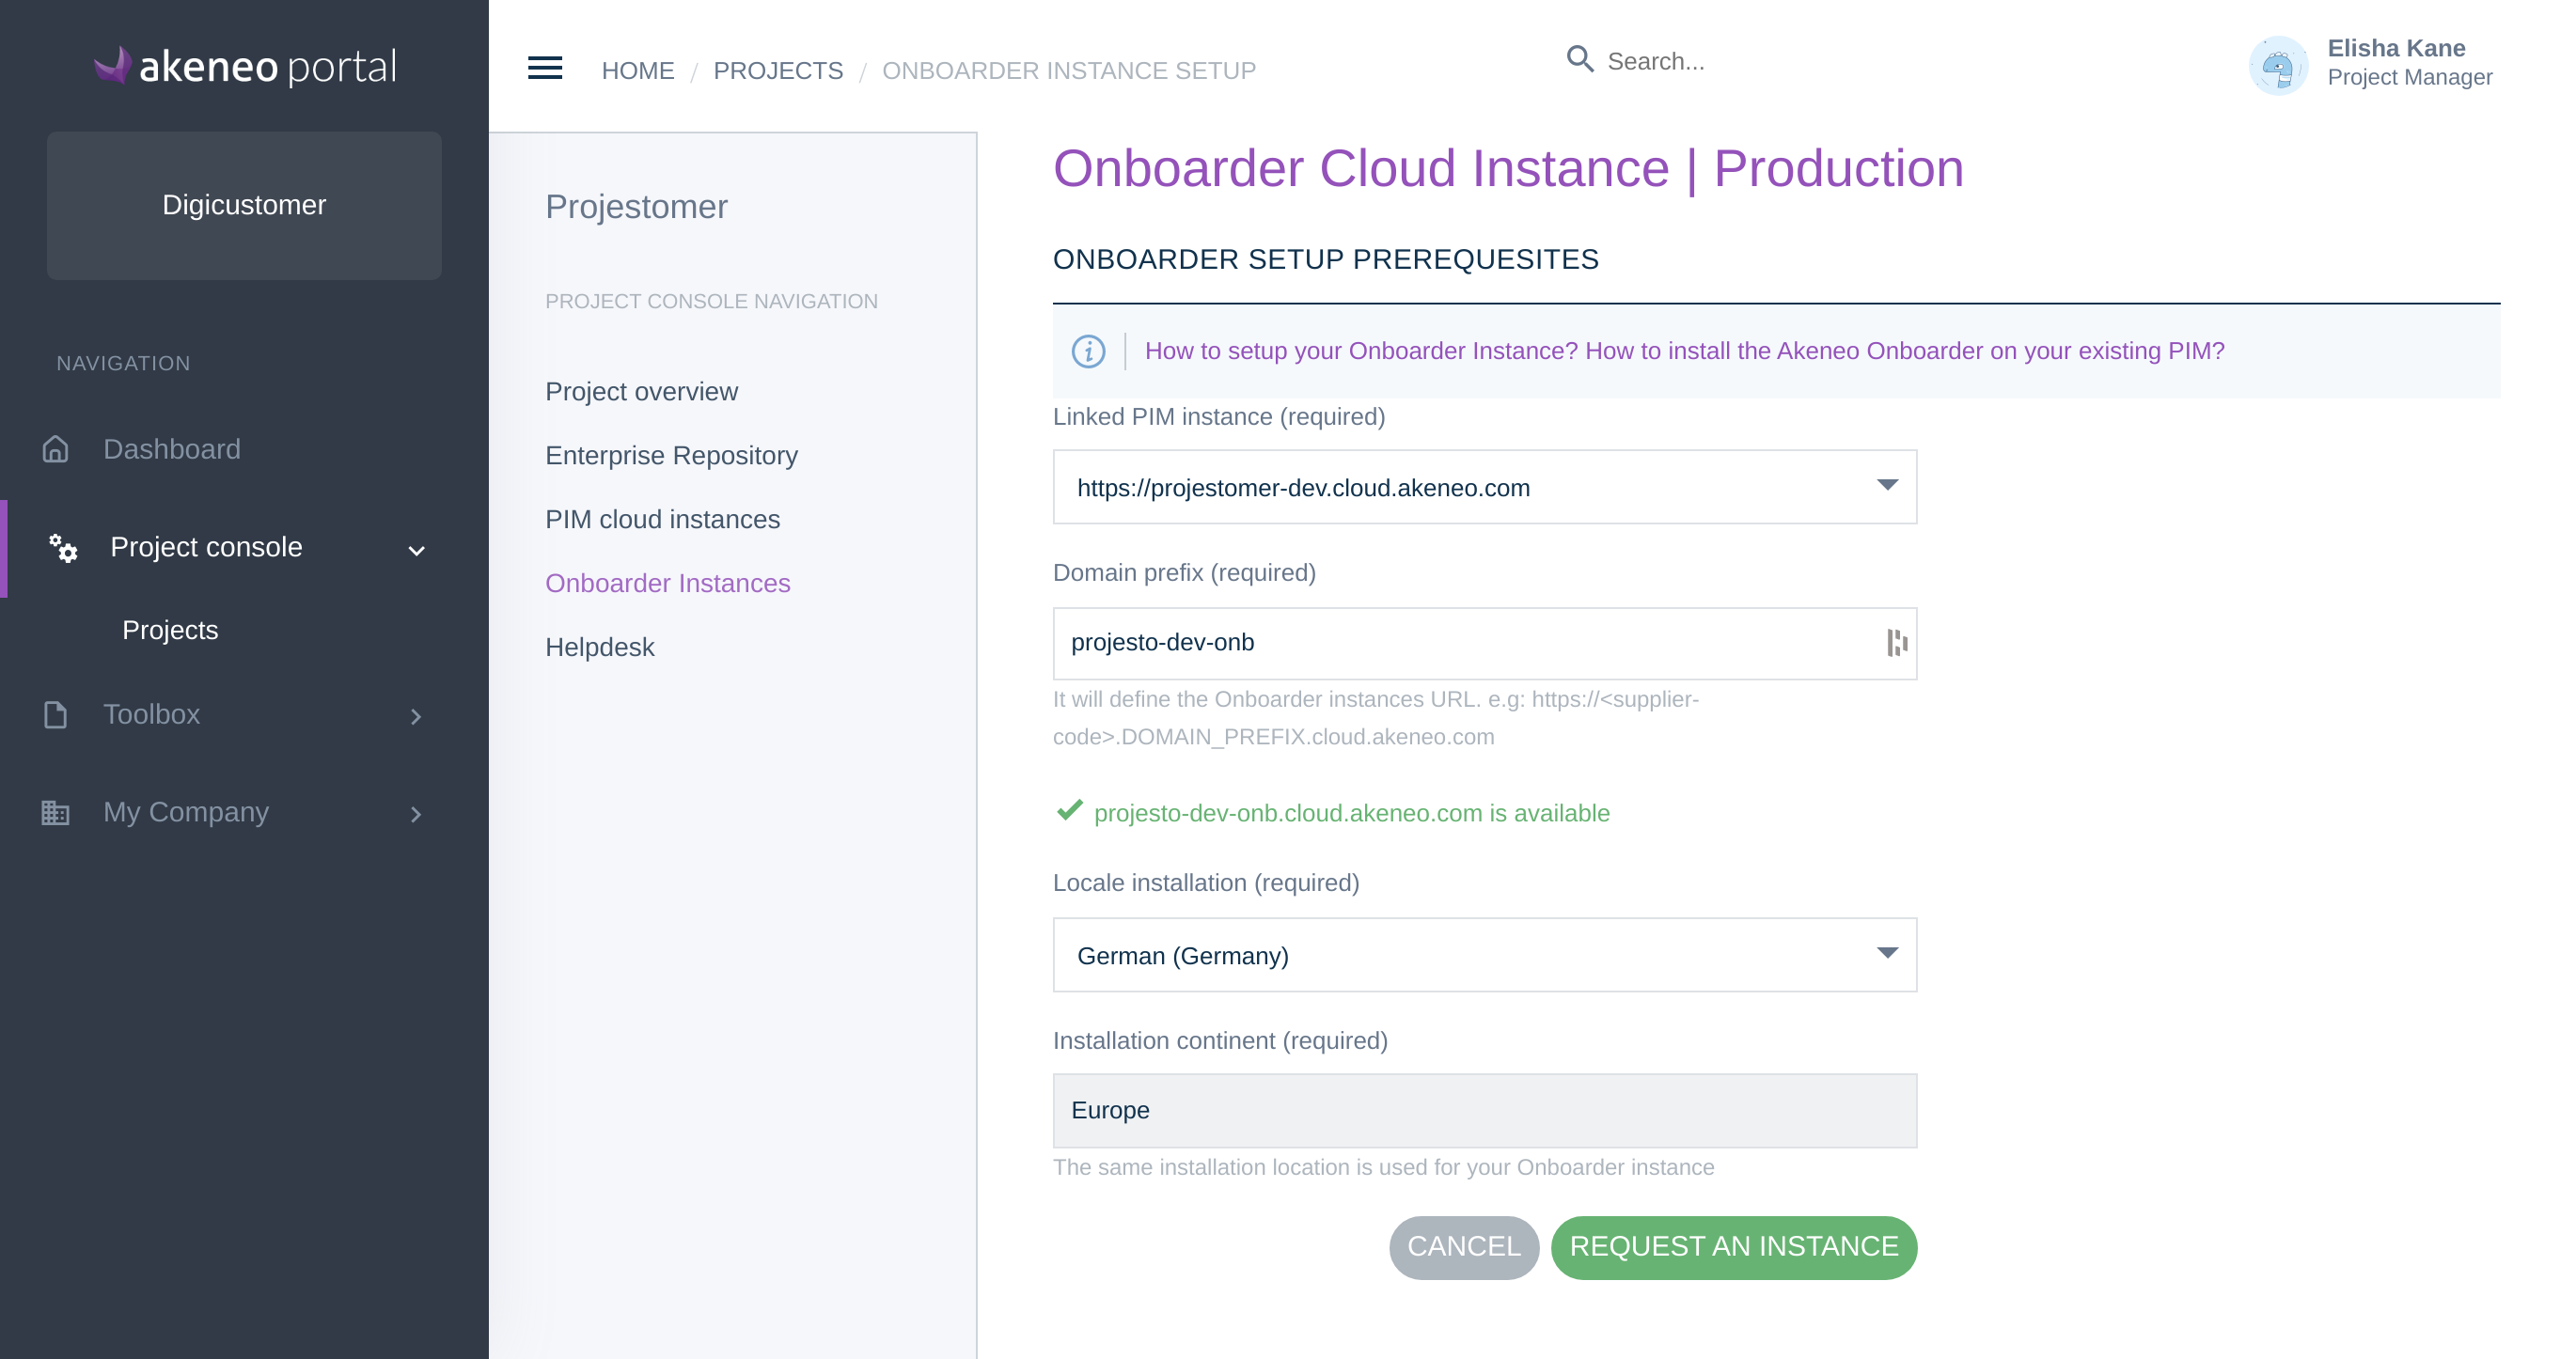 akeneo portal
Digicustomer
NAVIGATION
Dashboard
Project console
Projects
Toolbox
My Company
HOME / PROJECTS / ONBOARDER INSTANCE SETUP
Search...
Elisha Kane
Project Manager
Projestomer
PROJECT CONSOLE NAVIGATION
Project overview
Enterprise Repository
PIM cloud instances
Onboarder Instances
Helpdesk
Onboarder Cloud Instance | Production
ONBOARDER SETUP PREREQUESITES
How to setup your Onboarder Instance? How to install the Akeneo Onboarder on your existing PIM?
Linked PIM instance (required)
https://projestomer-dev.cloud.akeneo.com
Domain prefix (required)
projesto-dev-onb
It will define the Onboarder instances URL. e.g: https://<supplier-
code>.DOMAIN_PREFIX.cloud.akeneo.com
projesto-dev-onb.cloud.akeneo.com is available
Locale installation (required)
German (Germany)
Installation continent (required)
Europe
The same installation location is used for your Onboarder instance
CANCEL
REQUEST AN INSTANCE